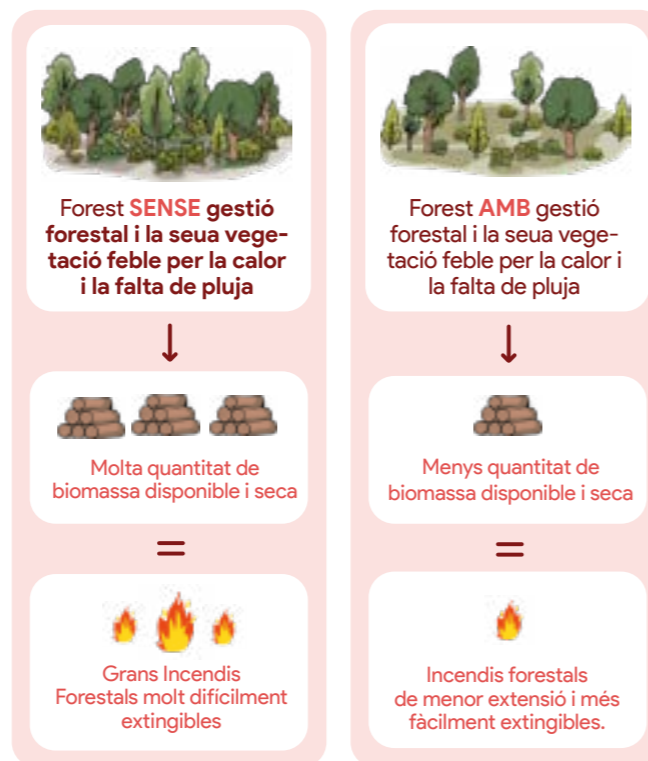 Forest SENSE gestió
forestal i la seua vege-
tació feble per la calor
i la falta de pluja
Molta quantitat de
biomassa disponible i seca
=
Grans Incendis
Forestals molt difícilment
extingibles
Forest AMB gestió
forestal i la seua vege-
tació feble per la calor i
la falta de pluja
Menys quantitat de
biomassa disponible i seca
=
Incendis forestals
de menor extensió i més
fàcilment extingibles.